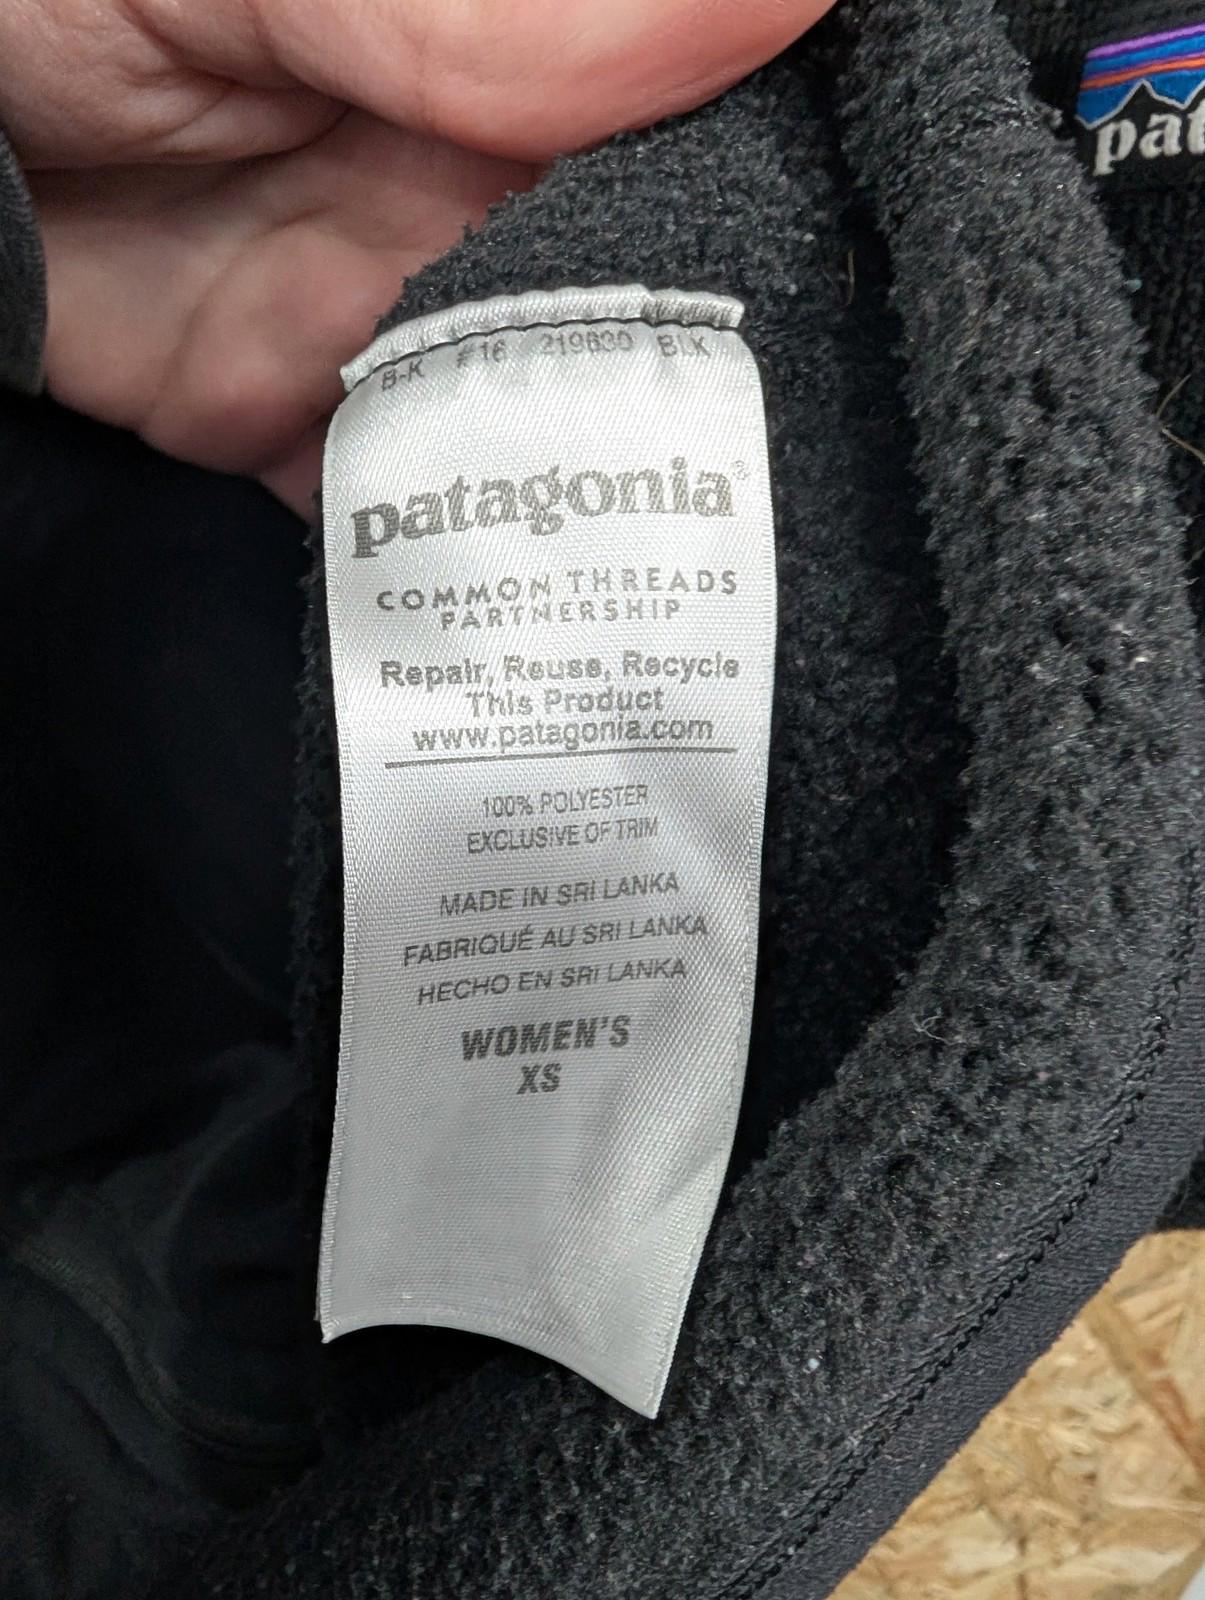 B-K #16 219630 BLK
patagonia®
COMMON THREADS
PARTNERSHIP
Repair, Reuse, Recycle
This Product
www.patagonia.com
100% POLYESTER
EXCLUSIVE OF TRIM
MADE IN SRI LANKA
FABRIQUÉ AU SRI LANKA
HECHO EN SRI LANKA
WOMEN'S
XS
pat